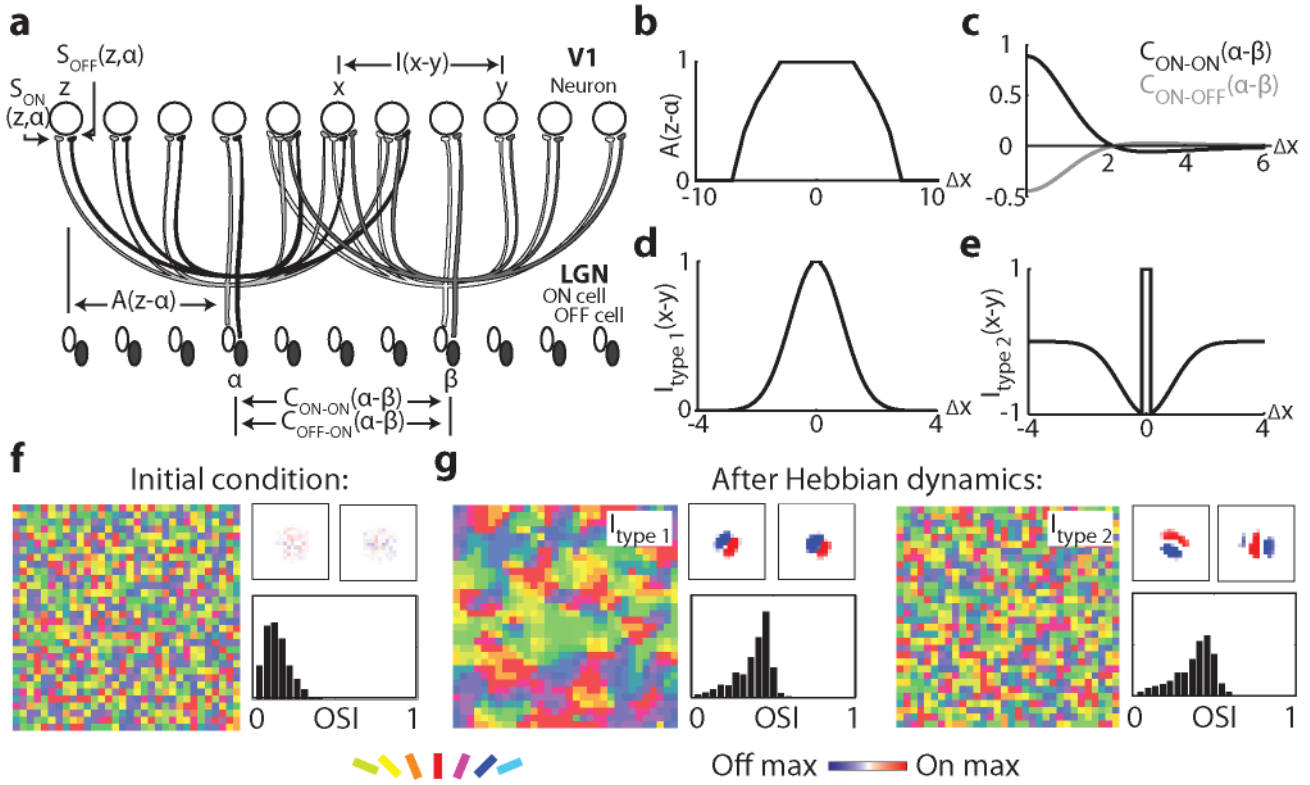 a
S_OFF(z,α)
S_ON(z,α)
z
I(x-y)
x
y
V1
Neuron
A(z-α)
LGN
ON cell
OFF cell
α
β
C_ON-ON(α-β)
C_OFF-ON(α-β)
b
A(z-α)
1
0
-10
0
10
Δx
c
C_ON-ON(α-β)
C_ON-OFF(α-β)
1
0.5
0
-0.5
2
4
6
Δx
d
I_type 1(x-y)
1
0
-4
0
4
Δx
e
I_type 2(x-y)
1
-1
-4
0
4
Δx
f
Initial condition:
0
OSI
1
g
After Hebbian dynamics:
I_type 1
0
OSI
1
I_type 2
0
OSI
1
Off max
On max